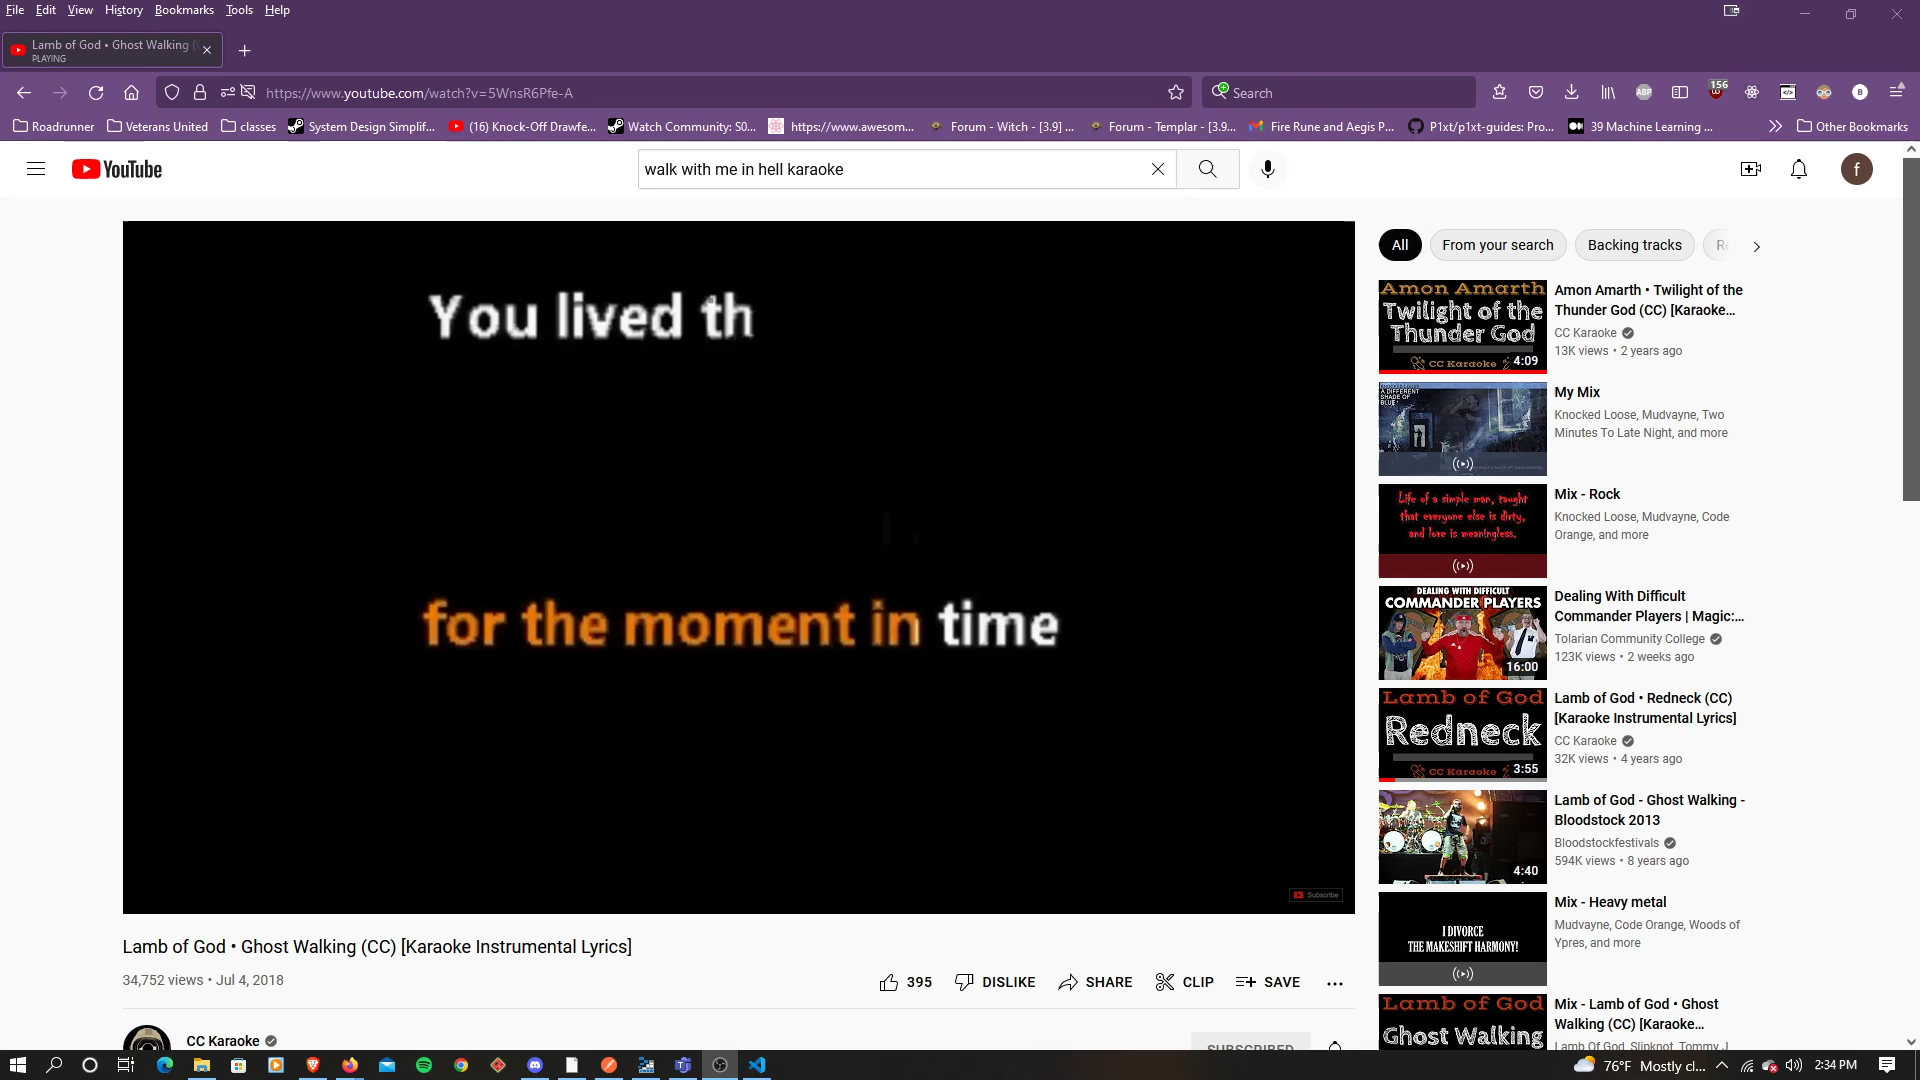 File Edit View History Bookmarks Tools Help
Lamb of God • Ghost Walking (
PLAYING
https://www.youtube.com/watch?v=5WnsR6Pfe-A
Search
ABP
156
B
Roadrunner
Veterans United
classes
System Design Simplif...
(16) Knock-Off Drawfe...
Watch Community: S0...
https://www.awesom...
Forum - Witch - [3.9] ...
Forum - Templar - [3.9...
Fire Rune and Aegis P...
P1xt/p1xt-guides: Pro...
39 Machine Learning ...
Other Bookmarks
YouTube
walk with me in hell karaoke
f
You lived th
for the moment in time
Subscribe
Lamb of God • Ghost Walking (CC) [Karaoke Instrumental Lyrics]
34,752 views • Jul 4, 2018
395 DISLIKE SHARE CLIP SAVE
CC Karaoke
SUBSCRIBED
All From your search Backing tracks
Amon Amarth
Twilight of the
Thunder God
CC Karaoke
4:09
Amon Amarth • Twilight of the
Thunder God (CC) [Karaoke...
CC Karaoke
13K views • 2 years ago
A DIFFERENT
SHADE OF
BLUE
My Mix
Knocked Loose, Mudvayne, Two
Minutes To Late Night, and more
Life of a simple man, taught
that everyone else is dirty,
and love is meaningless.
Mix - Rock
Knocked Loose, Mudvayne, Code
Orange, and more
DEALING WITH DIFFICULT
COMMANDER PLAYERS
16:00
Dealing With Difficult
Commander Players | Magic:...
Tolarian Community College
123K views • 2 weeks ago
Lamb of God
Redneck
CC Karaoke
3:55
Lamb of God • Redneck (CC)
[Karaoke Instrumental Lyrics]
CC Karaoke
32K views • 4 years ago
4:40
Lamb of God - Ghost Walking -
Bloodstock 2013
Bloodstockfestivals
594K views • 8 years ago
I DIVORCE
THE MAKESHIFT HARMONY!
Mix - Heavy metal
Mudvayne, Code Orange, Woods of
Ypres, and more
Lamb of God
Ghost Walking
Mix - Lamb of God • Ghost
Walking (CC) [Karaoke...
Lamb Of God, Slipknot, Tommy J
76°F Mostly cl...
2:34 PM